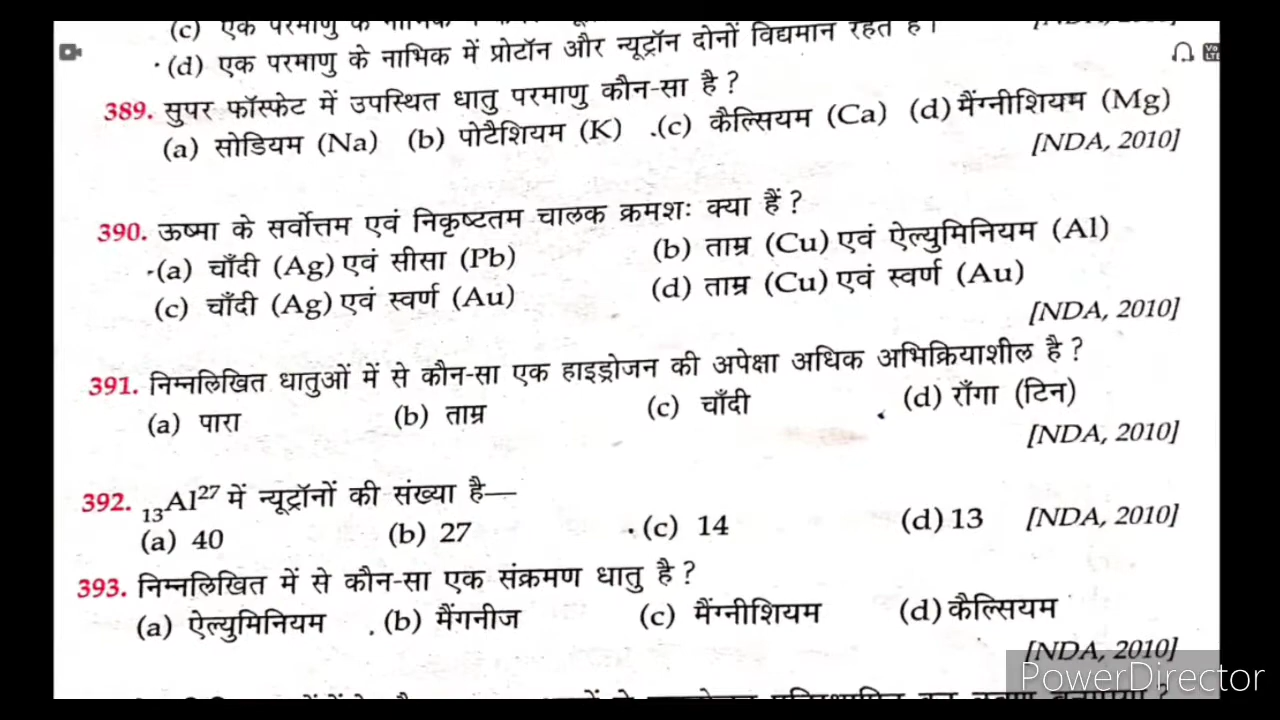 (c) एक परमाणु के नाभिक में
(d) एक परमाणु के नाभिक में प्रोटॉन और न्यूट्रॉन दोनों विद्यमान रहते हैं।
389. सुपर फॉस्फेट में उपस्थित धातु परमाणु कौन-सा है ?
(a) सोडियम (Na) (b) पोटैशियम (K) (c) कैल्सियम (Ca) (d) मैंग्नीशियम (Mg)
[NDA, 2010]
390. ऊष्मा के सर्वोत्तम एवं निकृष्टतम चालक क्रमशः क्या हैं ?
(a) चाँदी (Ag) एवं सीसा (Pb) (b) ताम्र (Cu) एवं ऐल्युमिनियम (Al)
(c) चाँदी (Ag) एवं स्वर्ण (Au) (d) ताम्र (Cu) एवं स्वर्ण (Au)
[NDA, 2010]
391. निम्नलिखित धातुओं में से कौन-सा एक हाइड्रोजन की अपेक्षा अधिक अभिक्रियाशील है ?
(a) पारा (b) ताम्र (c) चाँदी (d) राँगा (टिन)
[NDA, 2010]
392. ₁₃Al²⁷ में न्यूट्रॉनों की संख्या है—
(a) 40 (b) 27 (c) 14 (d) 13 [NDA, 2010]
393. निम्नलिखित में से कौन-सा एक संक्रमण धातु है ?
(a) ऐल्युमिनियम (b) मैंगनीज (c) मैंग्नीशियम (d) कैल्सियम
[NDA, 2010]
PowerDirector